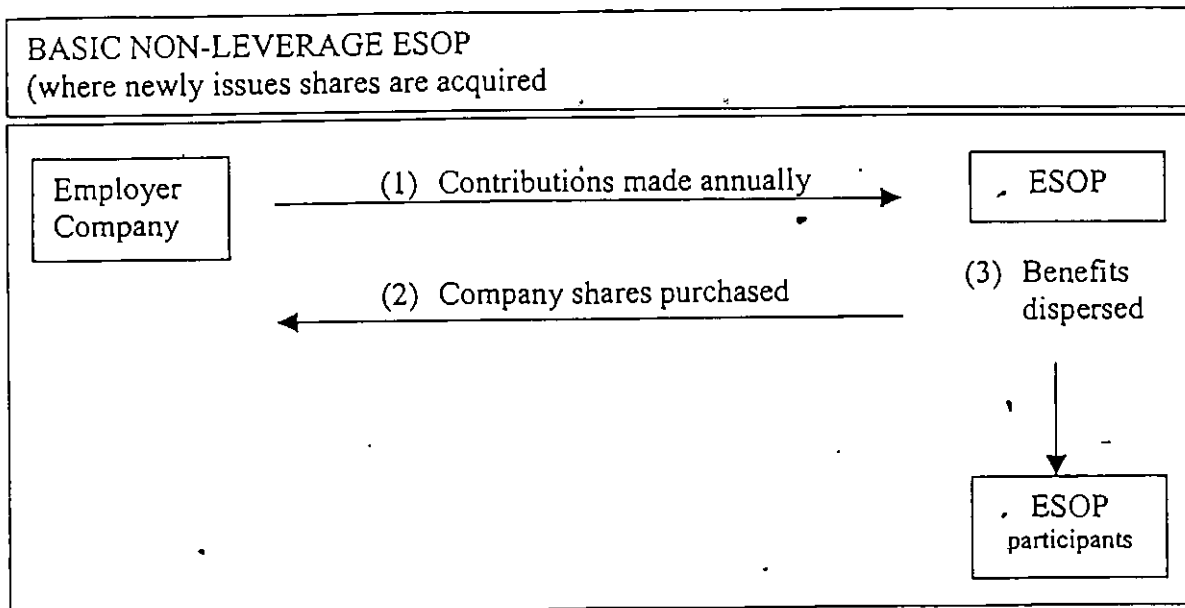 BASIC NON-LEVERAGE ESOP
(where newly issues shares are acquired
Employer
Company
(1) Contributions made annually
ESOP
(2) Company shares purchased
(3) Benefits
dispersed
ESOP
participants